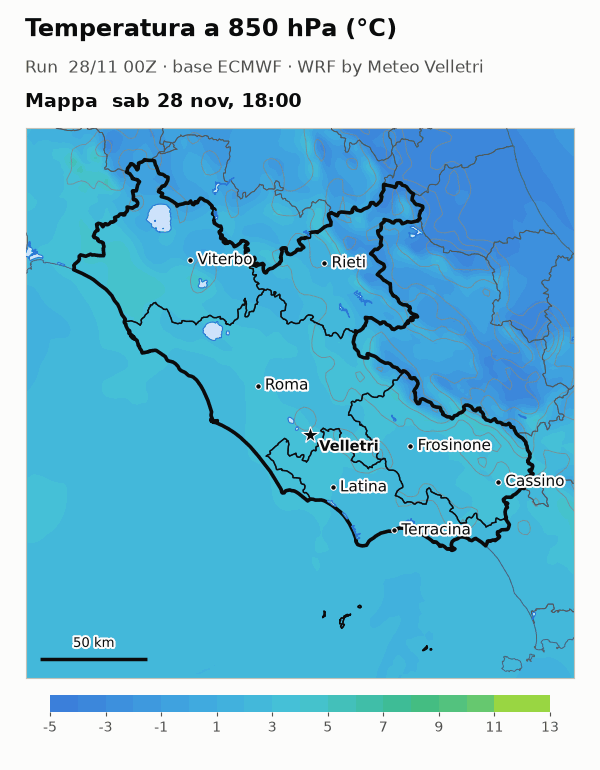 Temperatura a 850 hPa (°C)
Run  28/11 00Z · base ECMWF · WRF by Meteo Velletri
Mappa  sab 28 nov, 18:00
Viterbo
Rieti
Roma
Velletri
Frosinone
Cassino
Latina
Terracina
50 km
-5 -3 -1 1 3 5 7 9 11 13